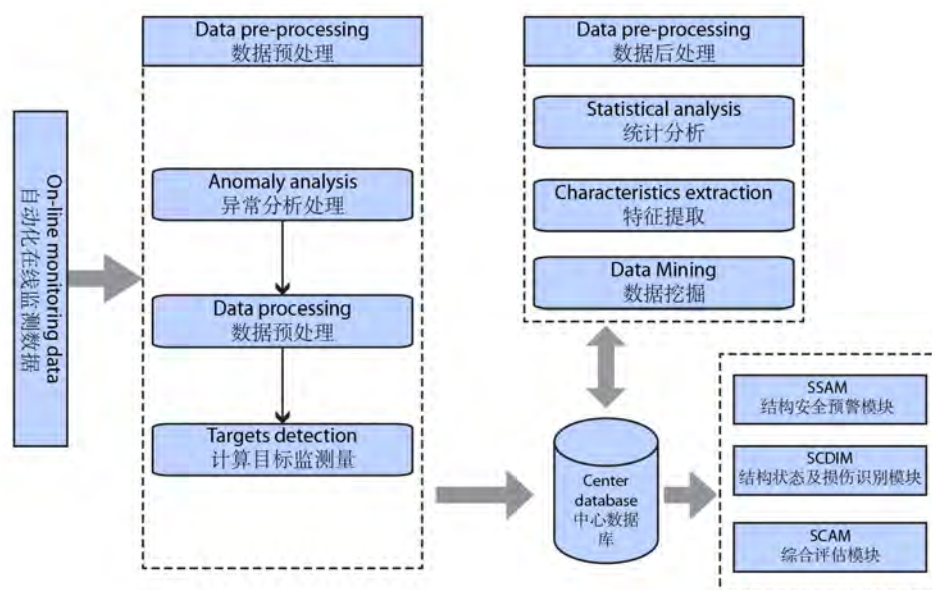 On-line monitoring data
自动化在线监测数据
Data pre-processing
数据预处理
Anomaly analysis
异常分析处理
Data processing
数据预处理
Targets detection
计算目标监测量
Data pre-processing
数据后处理
Statistical analysis
统计分析
Characteristics extraction
特征提取
Data Mining
数据挖掘
Center
database
中心数据
库
SSAM
结构安全预警模块
SCDIM
结构状态及损伤识别模块
SCAM
综合评估模块